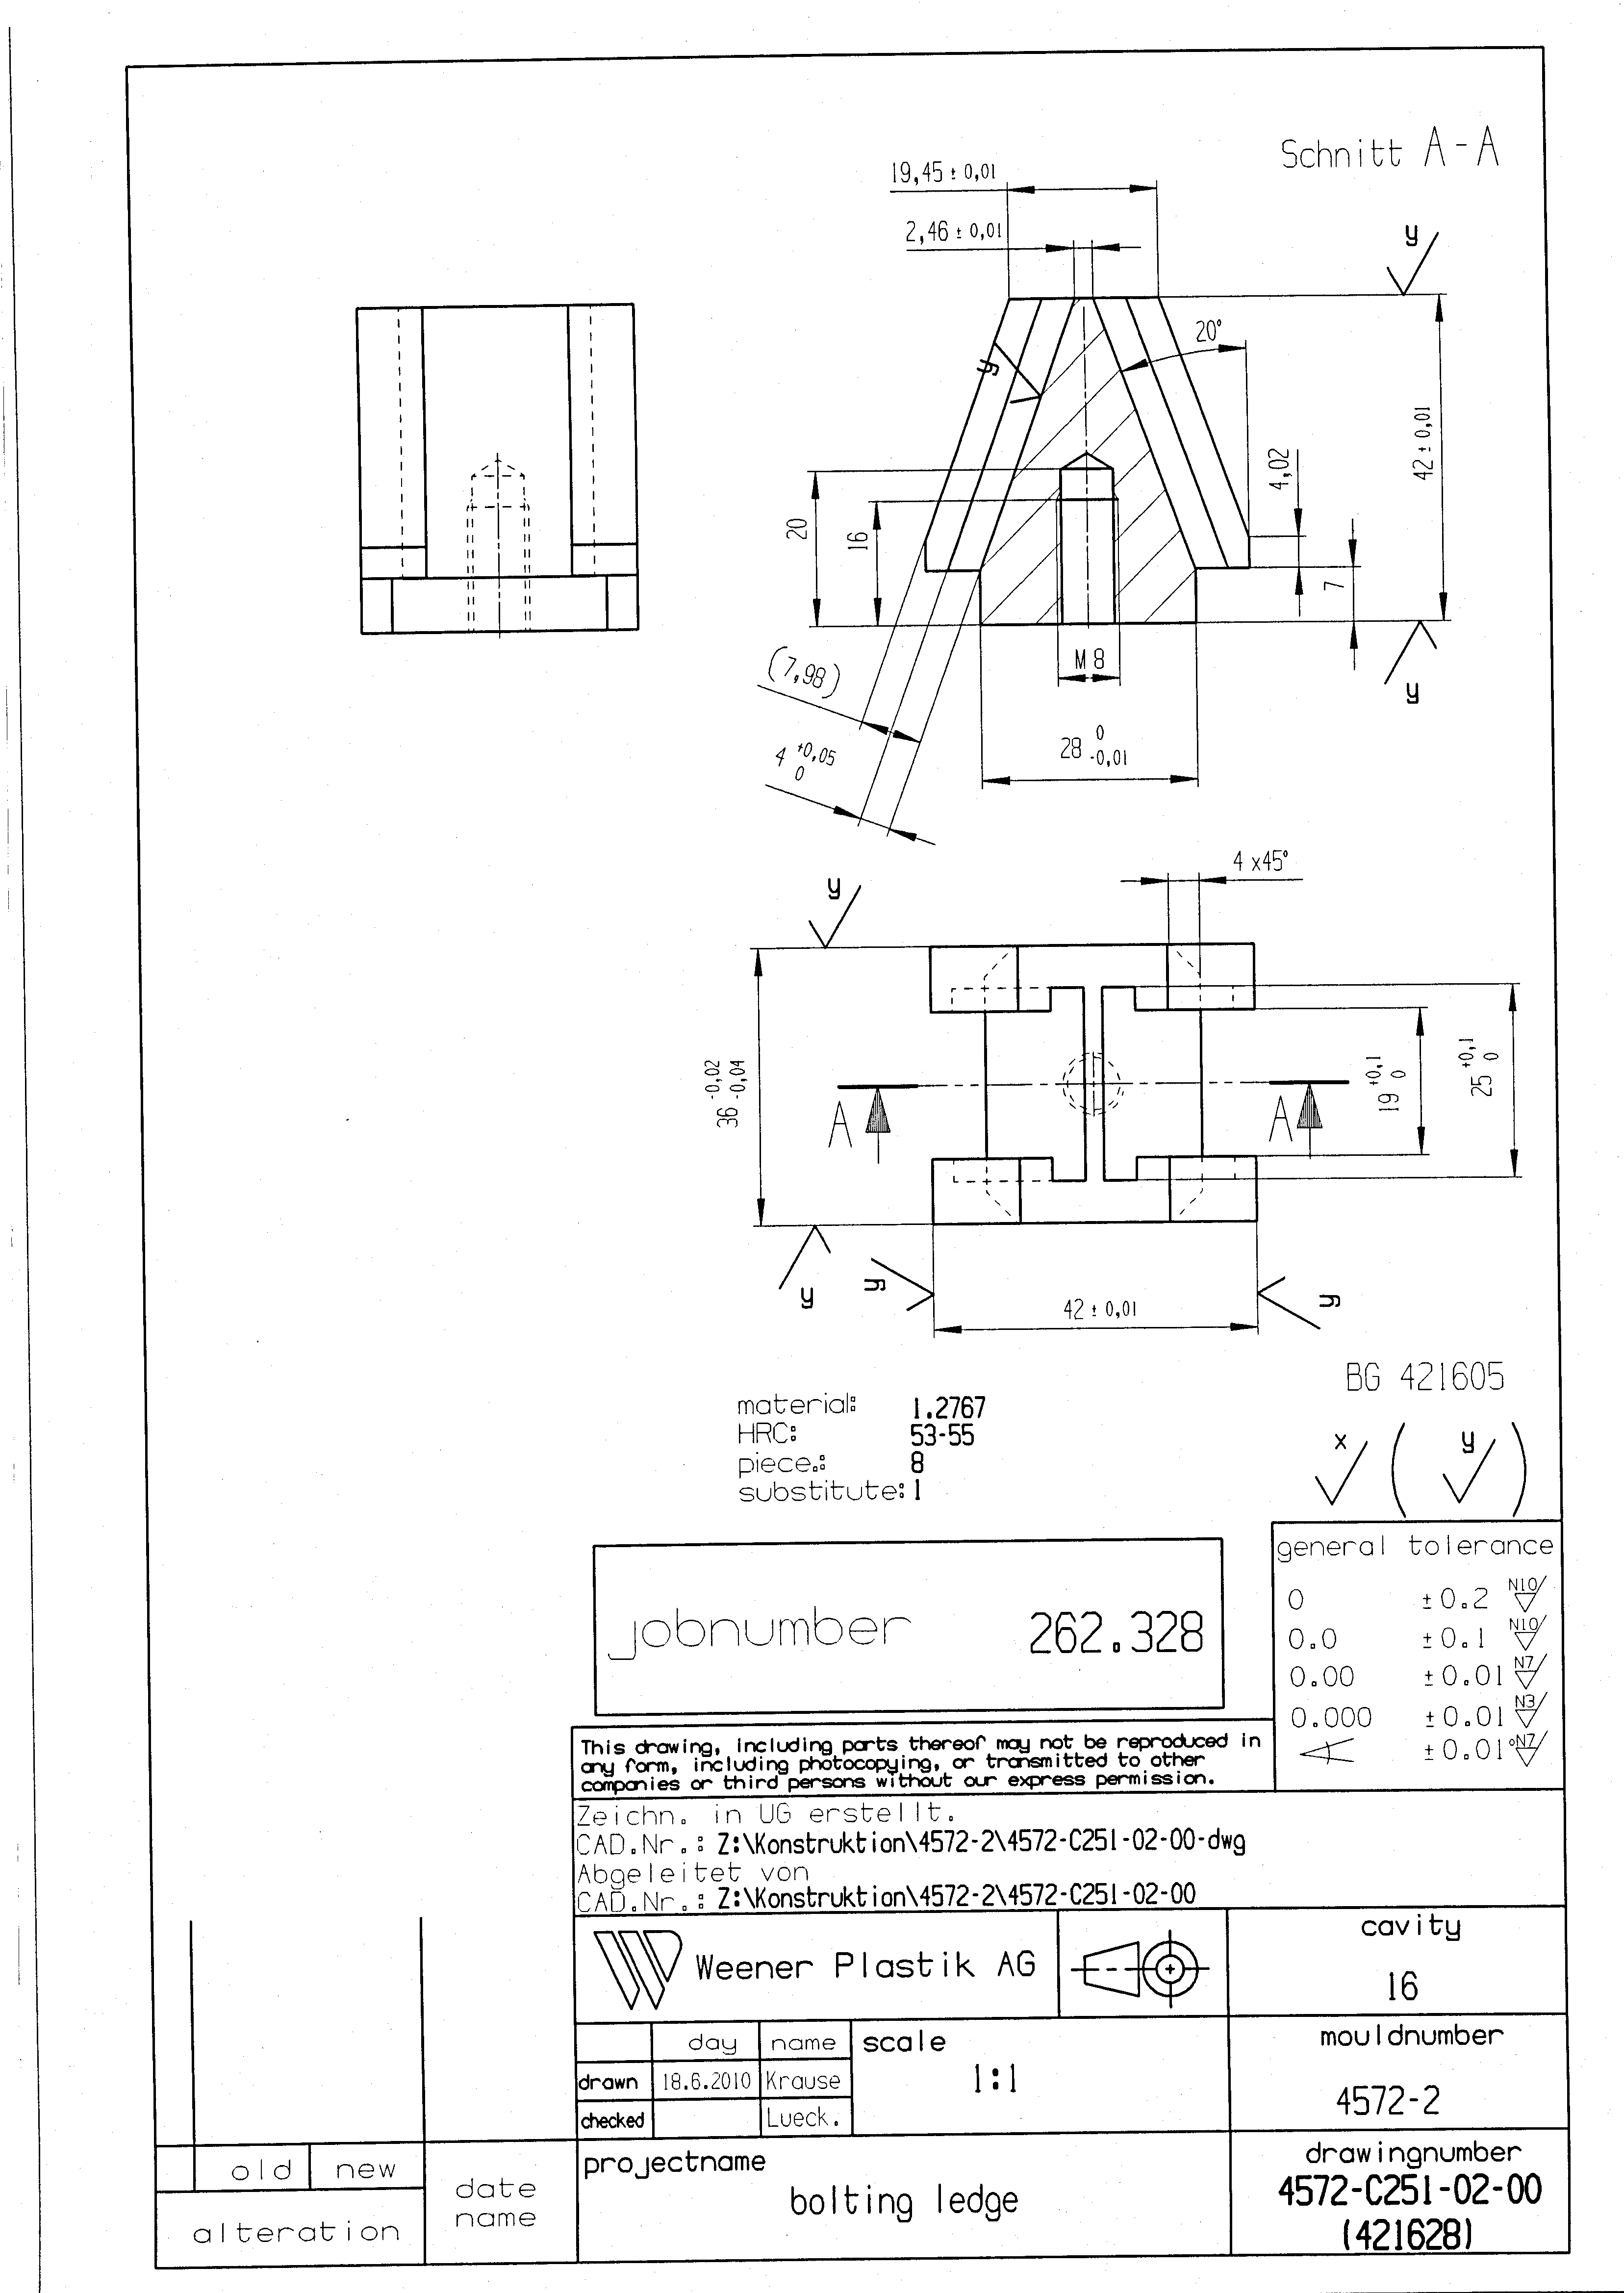 Schnitt A-A
19,45 ± 0,01
2,46 ± 0,01
y
20°
y
42 ± 0,01
4,02
20
16
7
(7,98)
M 8
y
4 +0,05 0
28 0 -0,01
4 x45°
y
36 -0,02 -0,04
19 +0,1 0
25 +0,1 0
A
A
y
y
y
42 ± 0,01
BG 421605
material: 1.2767
HRC: 53-55
piece.: 8
substitute: 1
x ( y )
general tolerance
0 ±0.2 N10
0.0 ±0.1 N10
0.00 ±0.01 N7
0.000 ±0.01 N3
±0.01° N7
jobnumber 262.328
This drawing, including parts thereof may not be reproduced in
any form, including photocopying, or transmitted to other
companies or third persons without our express permission.
Zeichn. in UG erstellt.
CAD.Nr.: Z:\Konstruktion\4572-2\4572-C251-02-00-dwg
Abgeleitet von
CAD.Nr.: Z:\Konstruktion\4572-2\4572-C251-02-00
Weener Plastik AG
cavity
16
day name
drawn 18.6.2010 Krause
checked Lueck.
scale
1:1
mouldnumber
4572-2
old new
alteration
date
name
projectname
bolting ledge
drawingnumber
4572-C251-02-00
(421628)